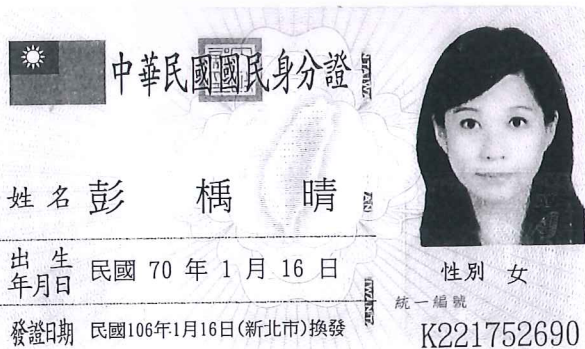 中華民國國民身分證
姓名 彭楀晴
出生年月日 民國 70 年 1 月 16 日
性別 女
統一編號
K221752690
發證日期 民國106年1月16日(新北市)換發